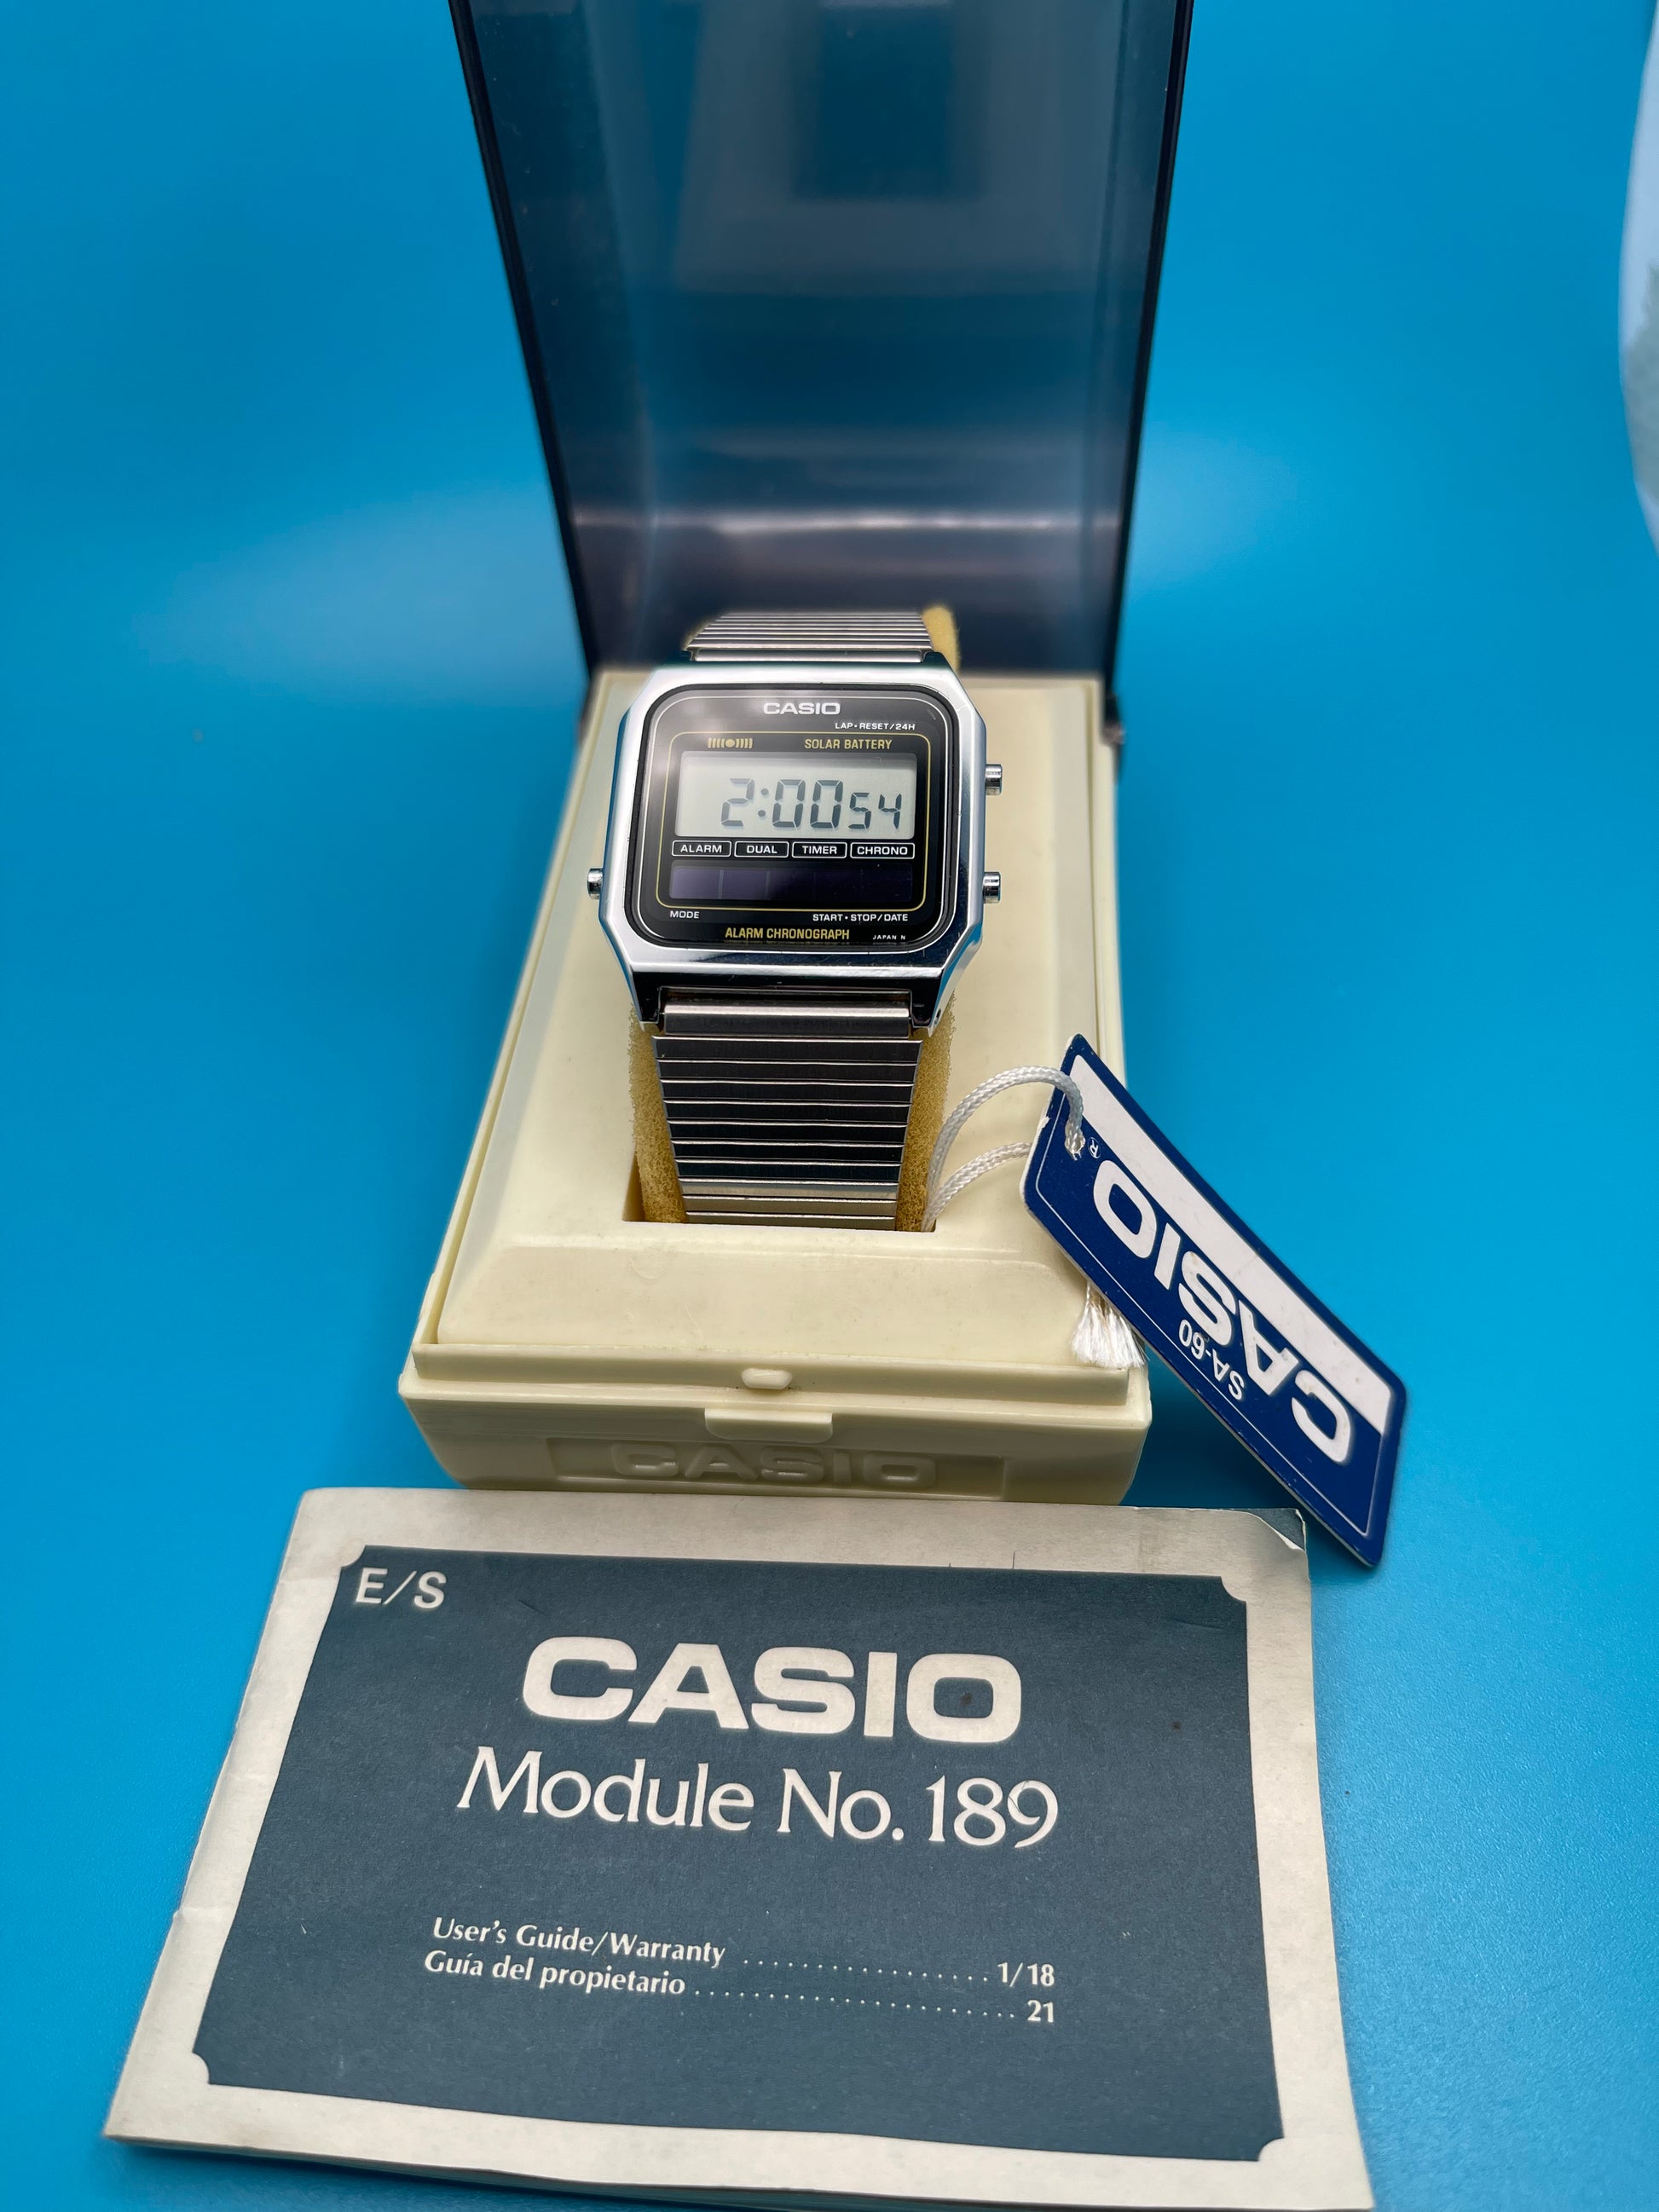 CASIO
LAP•RESET/24H
SOLAR BATTERY
2:00 54
ALARM DUAL TIMER CHRONO
MODE START•STOP/DATE
ALARM CHRONOGRAPH
JAPAN N
CASIO®
SA-60
CASIO
E/S
CASIO
Module No. 189
User's Guide/Warranty ................ 1/18
Guía del propietario ...................... 21